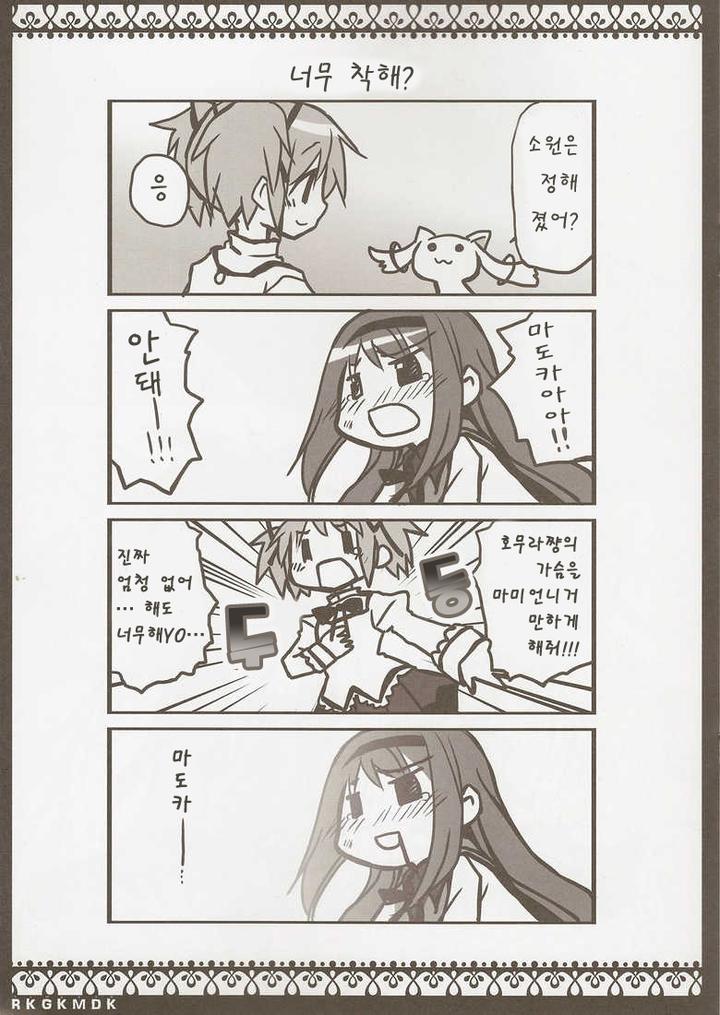 너무 착해?
소원은
정해
졌어?
응
마도카아아!!
안돼ー!!!
호무라쨩의
가슴을
마미언니거
만하게
해줘!!!
두둥
진짜
엄청 없어
… 해도
너무해YO…
마도카ー…
RKGKMDK